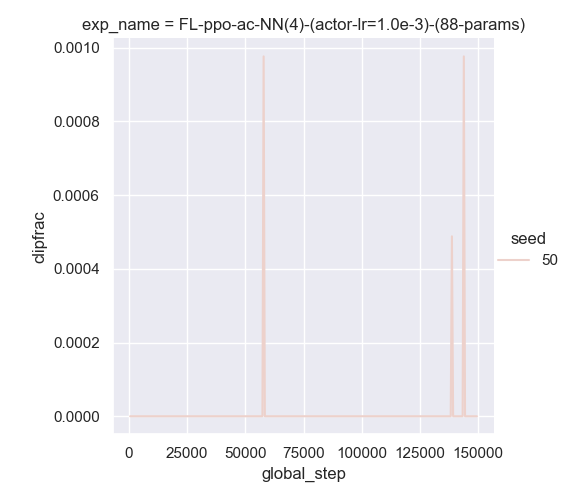 exp_name = FL-ppo-ac-NN(4)-(actor-lr=1.0e-3)-(88-params)
0.0010
0.0008
0.0006
0.0004
0.0002
0.0000
clipfrac
seed
50
0 25000 50000 75000 100000 125000 150000
global_step